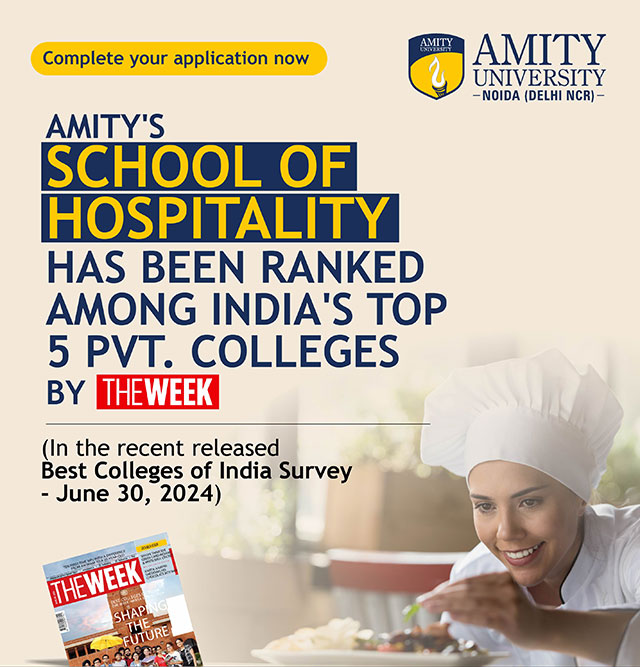 Complete your application now
AMITY
UNIVERSITY
AMITY
UNIVERSITY
NOIDA (DELHI NCR)
AMITY'S
SCHOOL OF
HOSPITALITY
HAS BEEN RANKED
AMONG INDIA'S TOP
5 PVT. COLLEGES
BY THE WEEK
(In the recent released
Best Colleges of India Survey
- June 30, 2024)
THE WEEK
SHAPING
THE
FUTURE